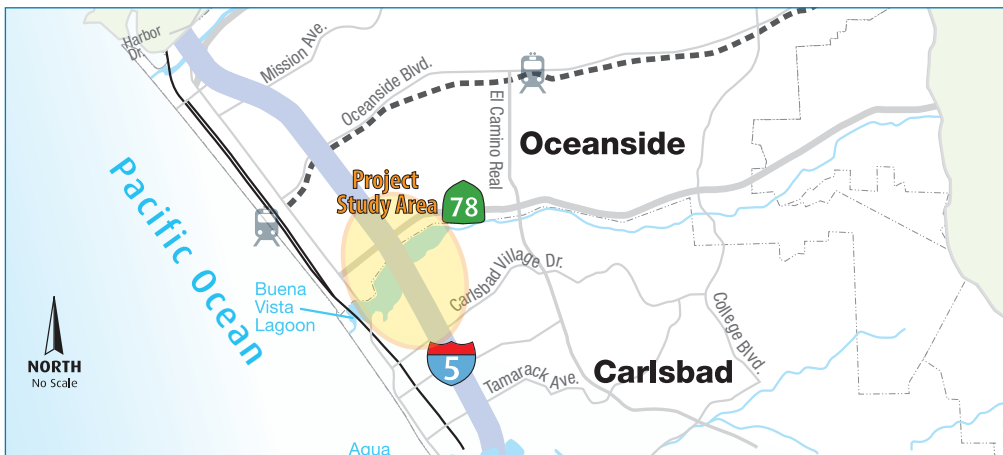 Harbor
Dr.
Mission Ave.
Oceanside Blvd.
El Camino Real
Oceanside
Project
Study Area
78
Pacific Ocean
Buena
Vista
Lagoon
Carlsbad Village Dr.
College Blvd.
NORTH
No Scale
5
Tamarack Ave.
Carlsbad
Agua